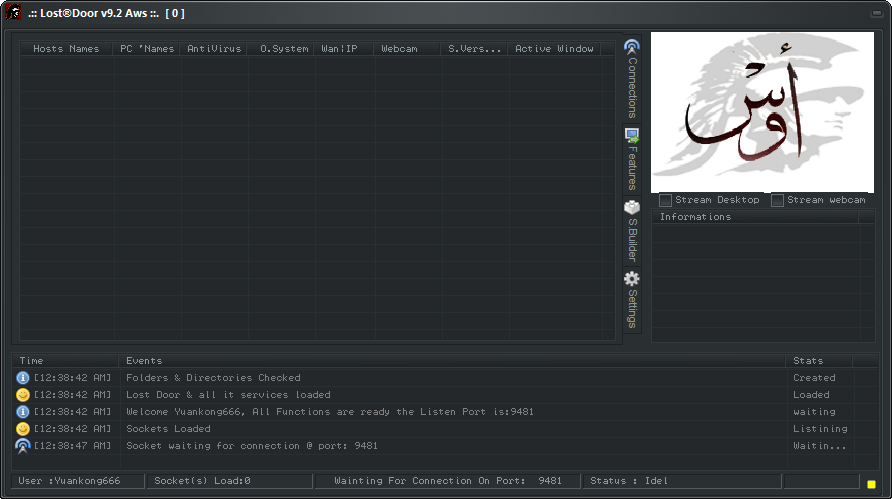 .:: Lost®Door v9.2 Aws ::. [ 0 ]
Hosts Names PC 'Names AntiVirus O.System Wan|IP Webcam S.Vers... Active Window
Connections
Features
S Builder
Settings
أوس
Stream Desktop Stream webcam
Informations
Time Events Stats
[12:38:42 AM] Folders & Directories Checked Created
[12:38:42 AM] Lost Door & all it services loaded Loaded
[12:38:42 AM] Welcome Yuankong666, All Functions are ready the Listen Port is:9481 waiting
[12:38:42 AM] Sockets Loaded Listining
[12:38:47 AM] Socket waiting for connection @ port: 9481 Waitin...
User :Yuankong666 Socket(s) Load:0 Wainting For Connection On Port: 9481 Status : Idel